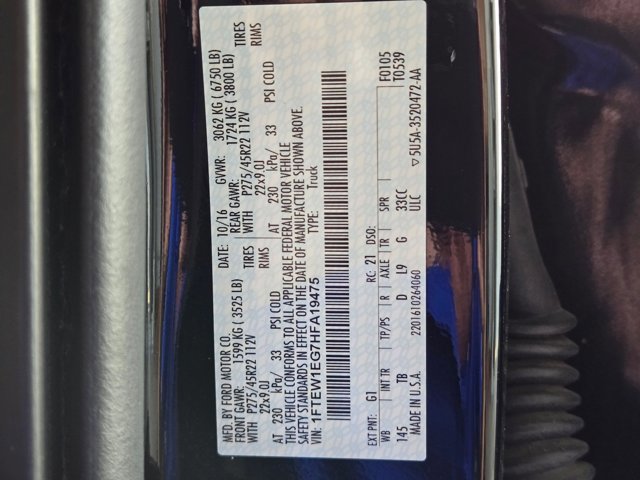 MFD. BY FORD MOTOR CO.
DATE: 10/16 GVWR: 3062 KG ( 6750 LB)
FRONT GAWR: 1599 KG ( 3525 LB) REAR GAWR: 1724 KG ( 3800 LB)
WITH P275/45R22 112V TIRES WITH P275/45R22 112V TIRES
22x9.0J RIMS 22x9.0J RIMS
AT 230 kPa/ 33 PSI COLD AT 230 kPa/ 33 PSI COLD
THIS VEHICLE CONFORMS TO ALL APPLICABLE FEDERAL MOTOR VEHICLE
SAFETY STANDARDS IN EFFECT ON THE DATE OF MANUFACTURE SHOWN ABOVE.
VIN: 1FTEW1EG7HFA19475 TYPE: Truck
F0105
T0539
EXT PNT: G1 RC: 21 DSO:
WB INT TR TP/PS R AXLE TR SPR
145 TB D L9 G 33CC
MADE IN U.S.A. 2201610264060 ULC
▽5U5A-3520472-AA